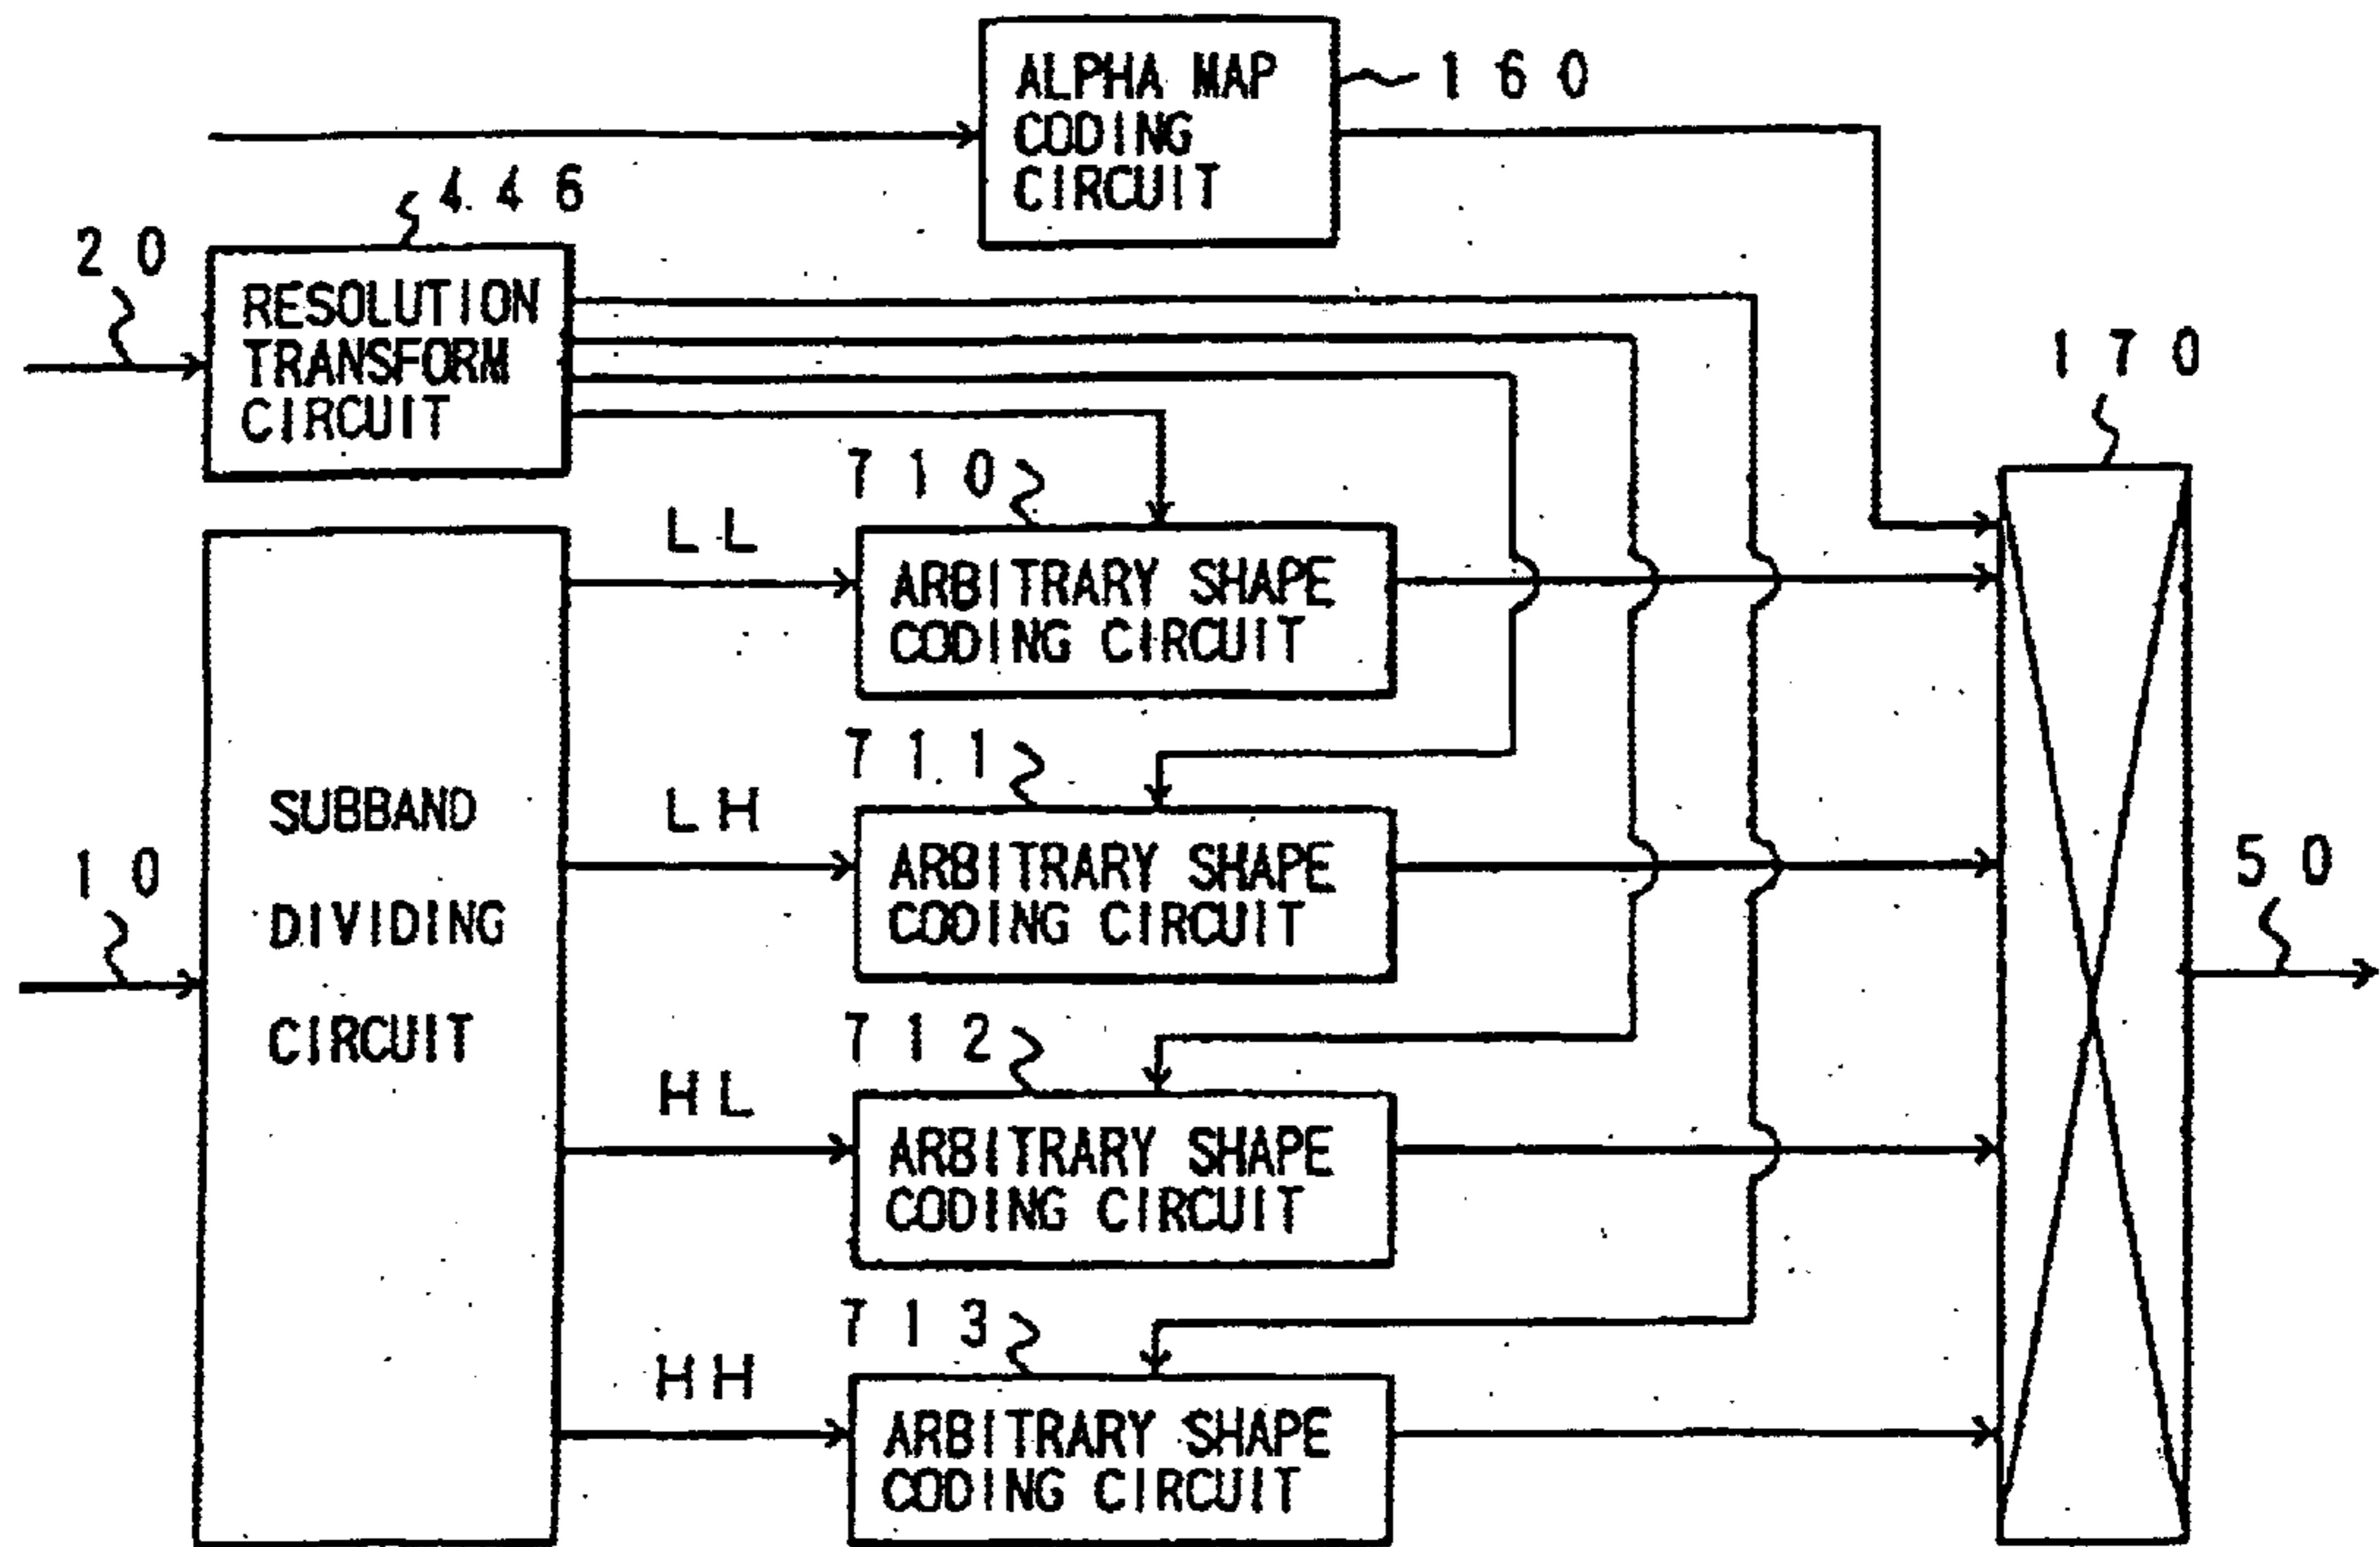 ALPHA MAP
CODING
CIRCUIT
160
446
20
RESOLUTION
TRANSFORM
CIRCUIT
170
710
LL
ARBITRARY SHAPE
CODING CIRCUIT
711
LH
SUBBAND
DIVIDING
CIRCUIT
10
ARBITRARY SHAPE
CODING CIRCUIT
50
712
HL
ARBITRARY SHAPE
CODING CIRCUIT
713
HH
ARBITRARY SHAPE
CODING CIRCUIT